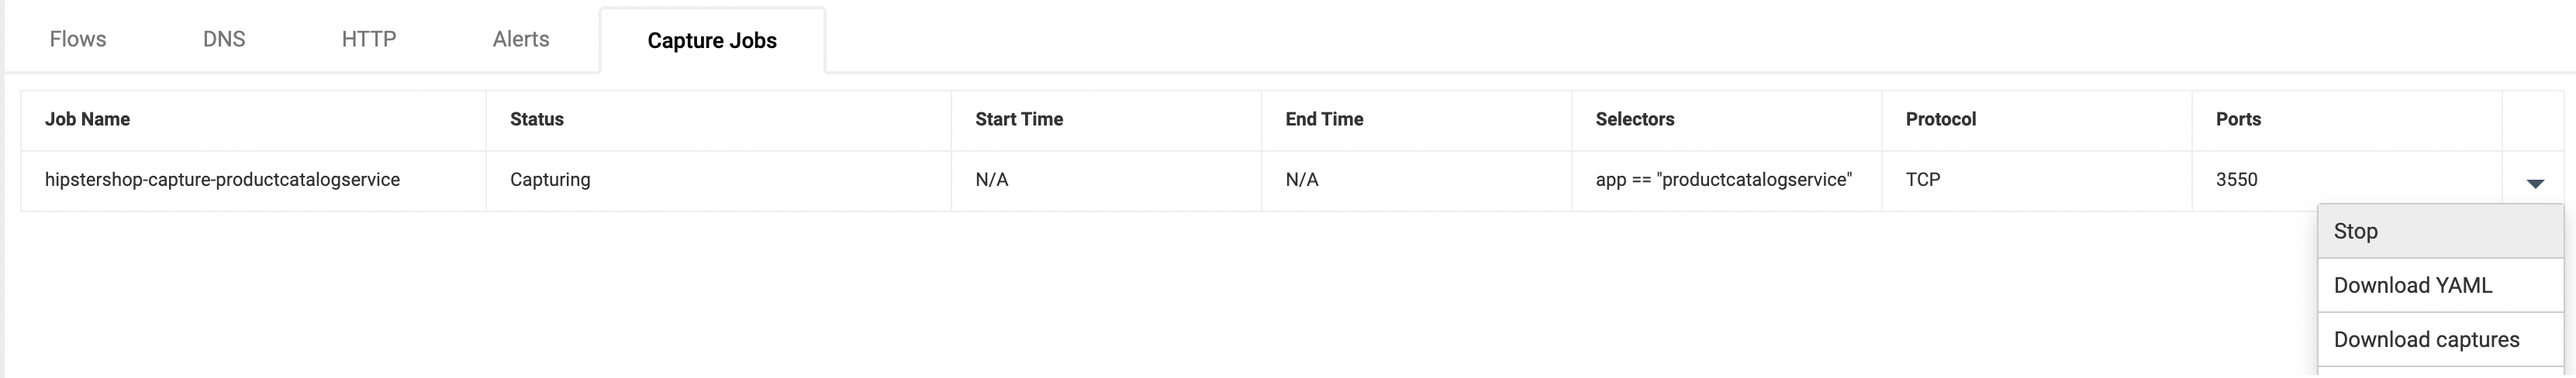 Flows DNS HTTP Alerts Capture Jobs
Job Name Status Start Time End Time Selectors Protocol Ports
hipstershop-capture-productcatalogservice Capturing N/A N/A app == "productcatalogservice" TCP 3550
Stop
Download YAML
Download captures